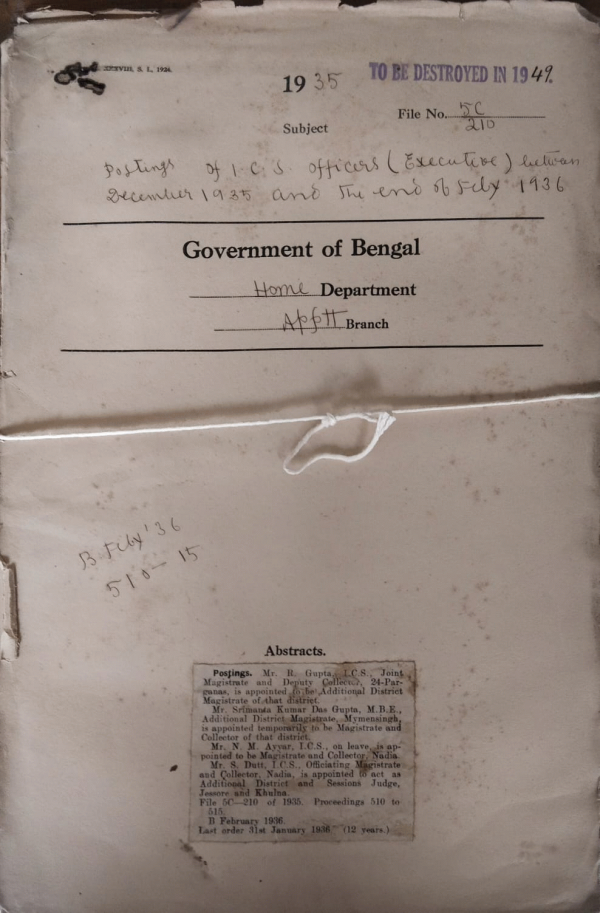 XXXVIII, S. I., 1936.
1935 TO BE DESTROYED IN 1949.
File No. 5C
210
Subject
Postings of I. C. S. officers (Executive) between
December 1935 and the end of Feby 1936
Government of Bengal
Home Department
Apptt Branch
B Feby '36
510-15
Abstracts.
Postings. Mr. B. Gupta, I.C.S., Joint
Magistrate and Deputy Collector, 24-Par-
ganas, is appointed to be Additional District
Magistrate of that district.
Mr. Srimanta Kumar Das Gupta, M.B.E.,
Additional District Magistrate, Mymensingh,
is appointed temporarily to be Magistrate and
Collector of that district.
Mr. N. M. Ayyar, I.C.S., on leave, is ap-
pointed to be Magistrate and Collector, Nadia.
Mr. S. Dutt, I.C.S., Officiating Magistrate
and Collector, Nadia, is appointed to act as
Additional District and Sessions Judge,
Jessore and Khulna.
File 5C—210 of 1935. Proceedings 510 to
515.
B February 1936.
Last order 31st January 1936 (12 years.)